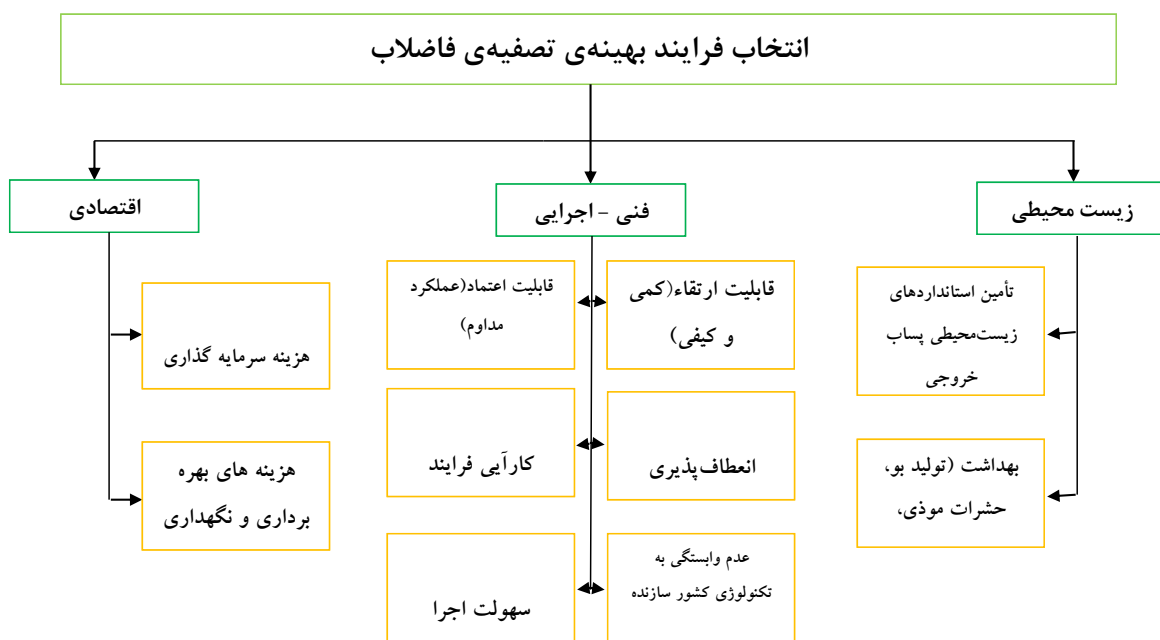 انتخاب فرایند بهینه‌ی تصفیه‌ی فاضلاب
زیست محیطی
فنی - اجرایی
اقتصادی
تأمین استانداردهای
زیست‌محیطی پساب
خروجی
بهداشت (تولید بو،
حشرات موذی،
قابلیت ارتقاء(کمی
و کیفی)
قابلیت اعتماد(عملکرد
مداوم)
انعطاف‌پذیری
کارآیی فرایند
عدم وابستگی به
تکنولوژی کشور سازنده
سهولت اجرا
هزینه سرمایه گذاری
هزینه های بهره
برداری و نگهداری